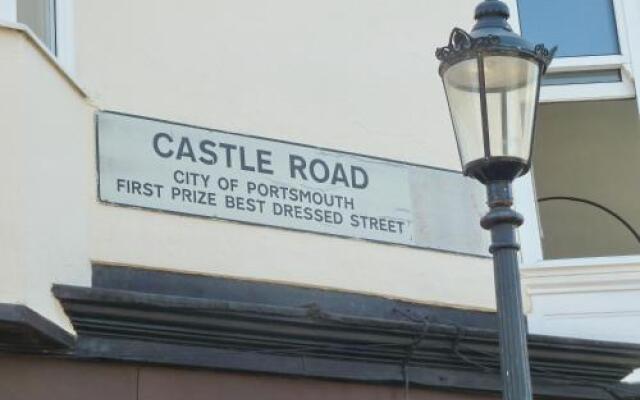 CASTLE ROAD
CITY OF PORTSMOUTH
FIRST PRIZE BEST DRESSED STREET